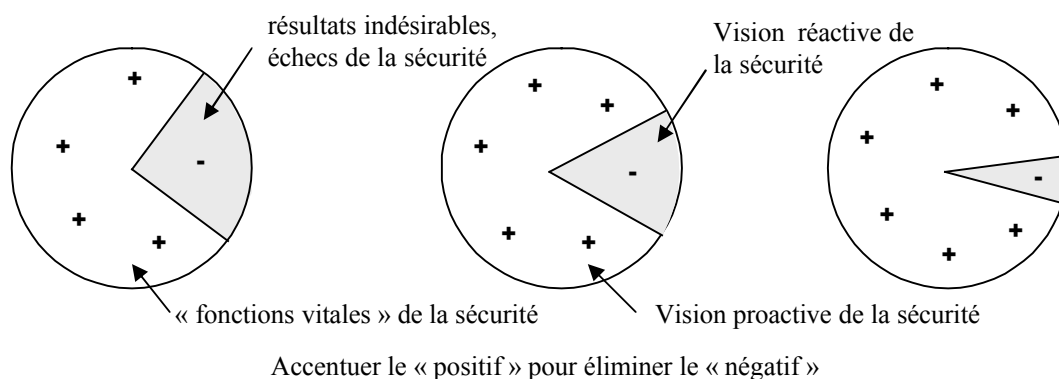 résultats indésirables,
échecs de la sécurité
Vision réactive de
la sécurité
+
+
+
+
+
-
+
+
+
+
+
-
+
+
+
+
+
+
-
« fonctions vitales » de la sécurité
Vision proactive de la sécurité
Accentuer le « positif » pour éliminer le « négatif »